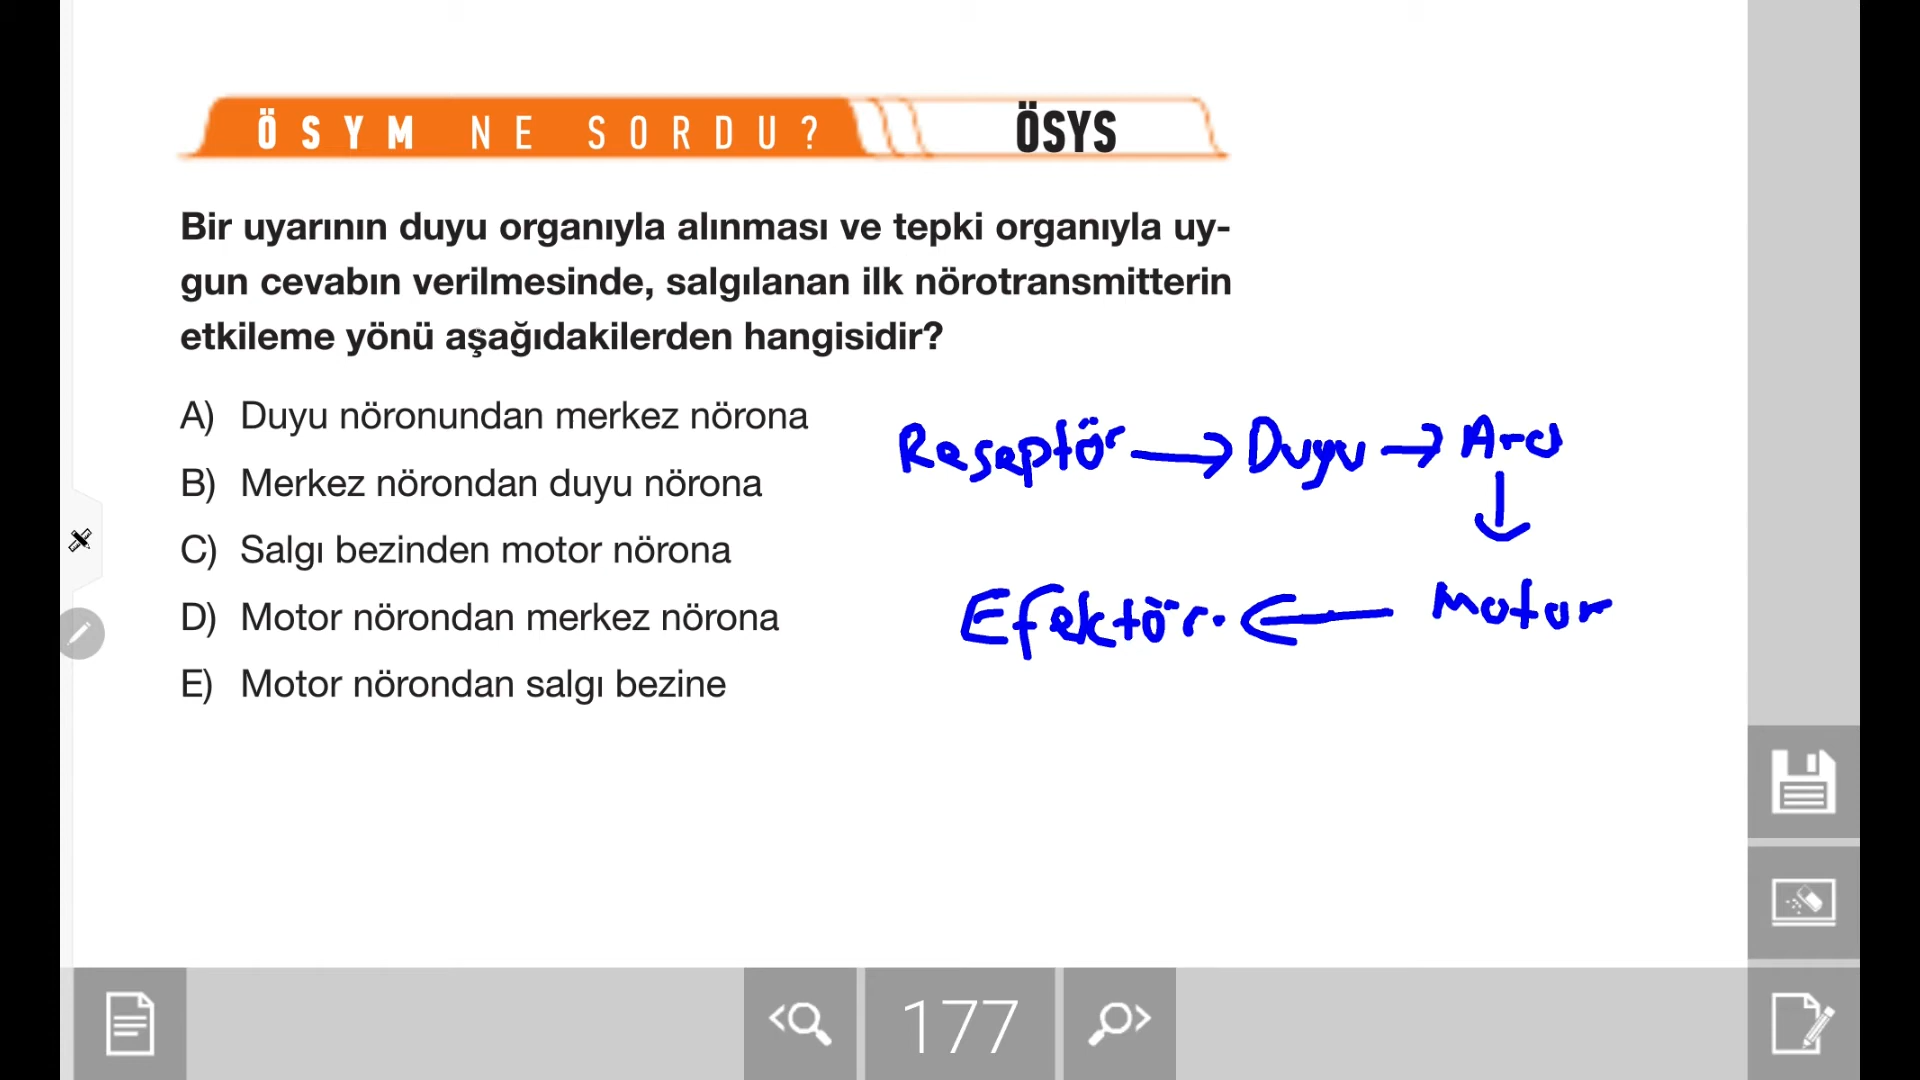 ÖSYM NE SORDU? ÖSYS
Bir uyarının duyu organıyla alınması ve tepki organıyla uy-
gun cevabın verilmesinde, salgılanan ilk nörotransmitterin
etkileme yönü aşağıdakilerden hangisidir?
A) Duyu nöronundan merkez nörona
B) Merkez nörondan duyu nörona
C) Salgı bezinden motor nörona
D) Motor nörondan merkez nörona
E) Motor nörondan salgı bezine
Reseptör → Duyu → Ara
↓
Efektör. ← Motor
177